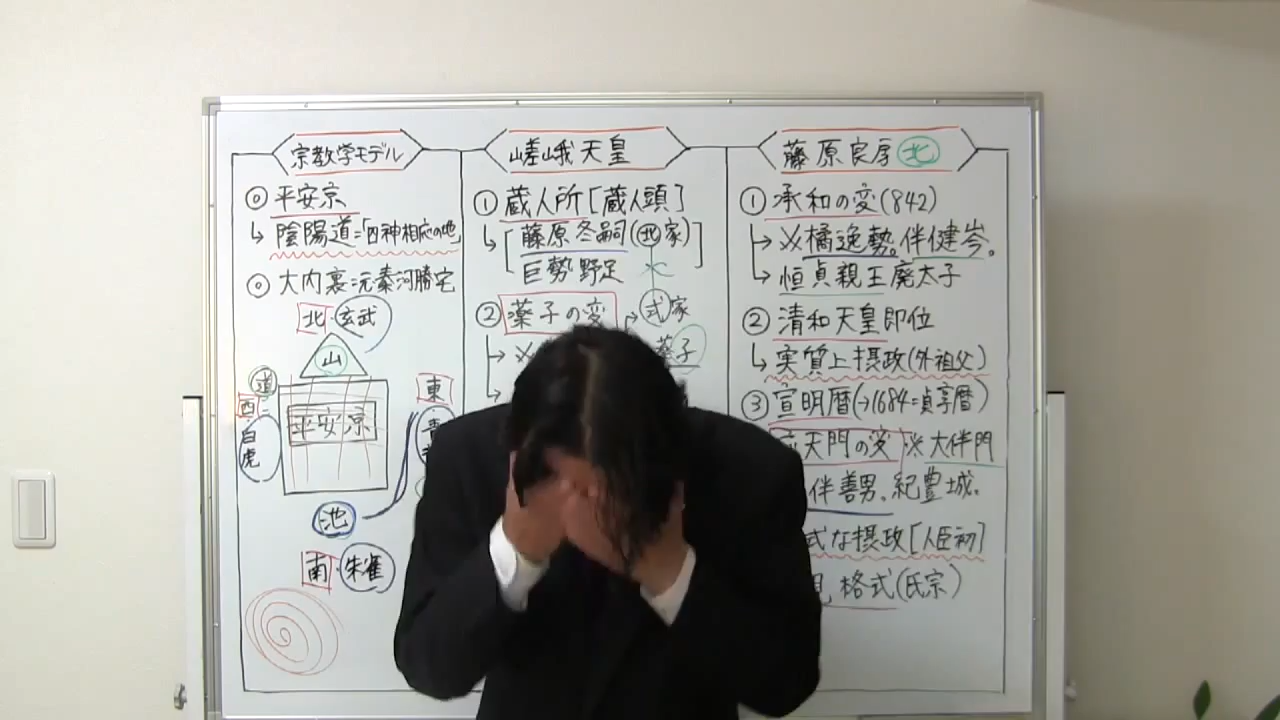 宗教学モデル
◎ 平安京
↳ 陰陽道=「四神相応の地」
◎ 大内裏:元秦河勝宅
北・玄武
山
道
西・白虎
平安京
東・青
池
南・朱雀
嵯峨天皇
① 蔵人所[蔵人頭]
↳[藤原冬嗣(北家)
巨勢野足]
② 薬子の変 → 式家
※
薬子
藤原良房 北
① 承和の変(842)
→※橘逸勢。伴健岑。
→恒貞親王廃太子
② 清和天皇即位
↳ 実質上摂政(外祖父)
③ 宣明暦(→1684=貞享暦)
天門の変 ※大伴門
伴善男。紀豊城。
式な摂政[人臣初]
格式(氏宗)